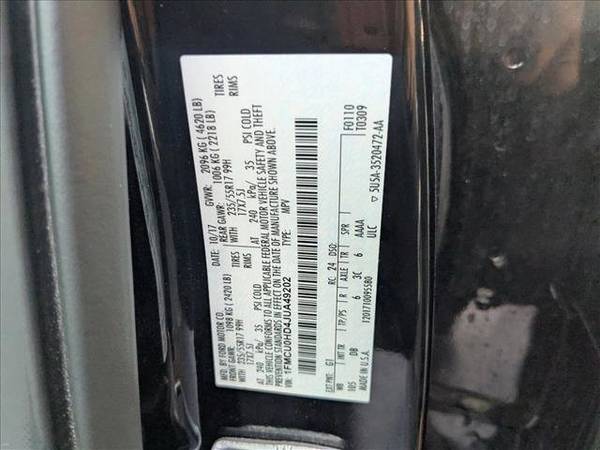 MFD. BY FORD MOTOR CO. 10/17 GVWR: 2096 KG ( 4620 LB)
FRONT GAWR: 1098 KG ( 2420 LB) REAR GAWR: 1006 KG ( 2218 LB)
WITH 235/55R17 99H TIRES WITH 235/55R17 99H TIRES
17X7.5J RIMS 17X7.5J RIMS
AT 240 kPa/ 35 PSI COLD AT 240 kPa/ 35 PSI COLD
THIS VEHICLE CONFORMS TO ALL APPLICABLE FEDERAL MOTOR VEHICLE SAFETY AND THEFT
PREVENTION STANDARDS IN EFFECT ON THE DATE OF MANUFACTURE SHOWN ABOVE.
VIN: 1FMCU0HD4JUA49202 TYPE: MPV
F0110
T0309
EXT PNT: G1 RC: 24 DSO:
WB INT TR TP/PS R AXLE TR SPR
105 DB 6 3C 6 AAAA
MADE IN U.S.A. ULC
5U5A-3520472-AA